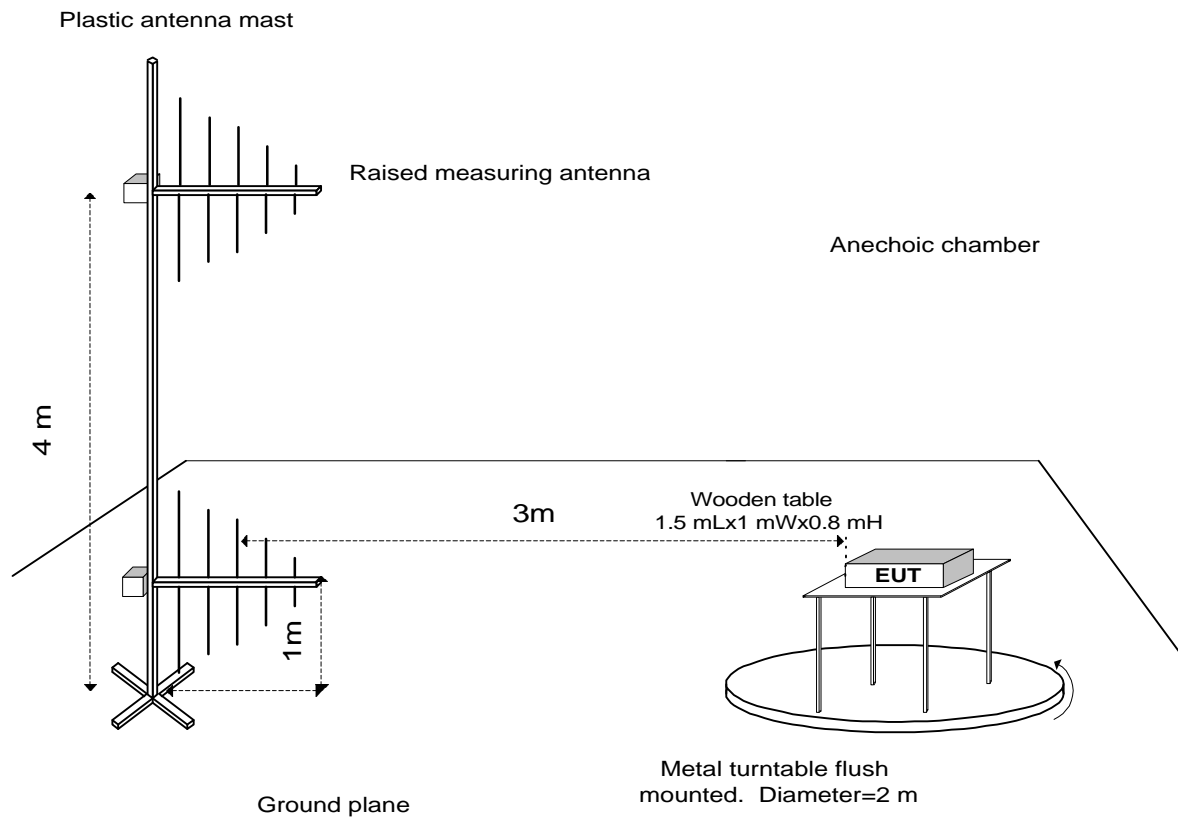 Plastic antenna mast
Raised measuring antenna
Anechoic chamber
4 m
Wooden table
1.5 mLx1 mWx0.8 mH
3m
EUT
1m
Metal turntable flush
mounted.  Diameter=2 m
Ground plane